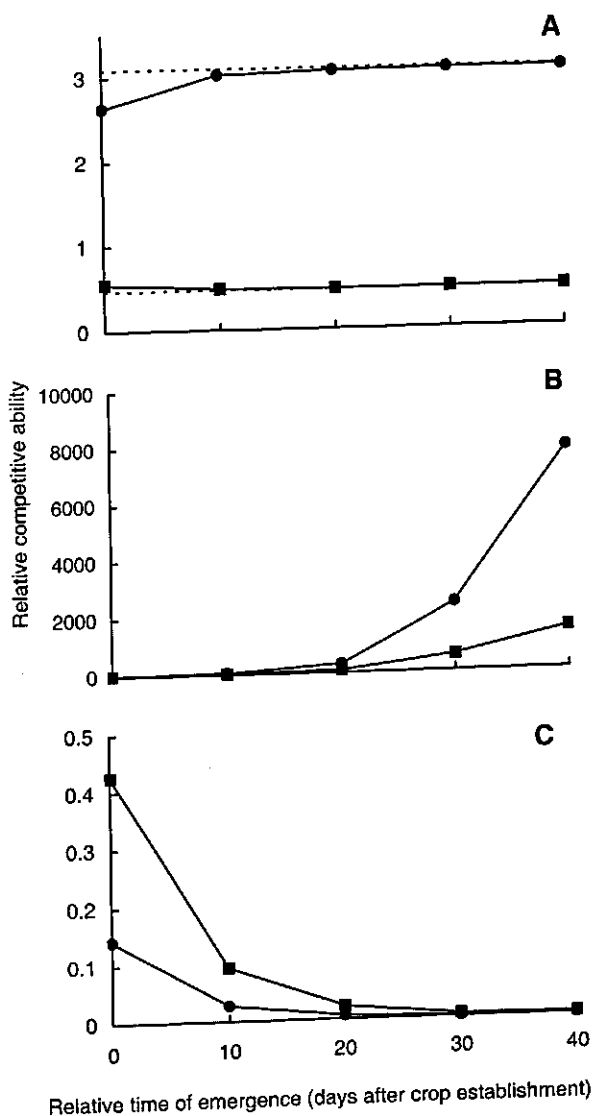 A
3
2
1
0
B
10000
8000
6000
4000
2000
0
Relative competitive ability
C
0.5
0.4
0.3
0.2
0.1
0
0 10 20 30 40
Relative time of emergence (days after crop establishment)